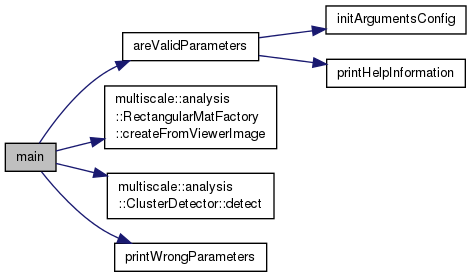 main
areValidParameters
initArgumentsConfig
printHelpInformation
multiscale::analysis
::RectangularMatFactory
::createFromViewerImage
multiscale::analysis
::ClusterDetector::detect
printWrongParameters